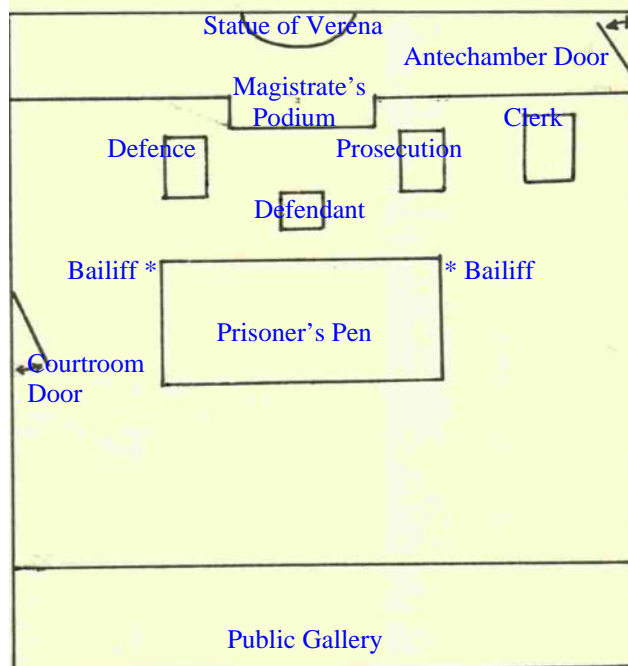 Statue of Verena
Antechamber Door
Magistrate's
Podium
Clerk
Defence
Prosecution
Defendant
Bailiff *
* Bailiff
Prisoner's Pen
Courtroom
Door
Public Gallery